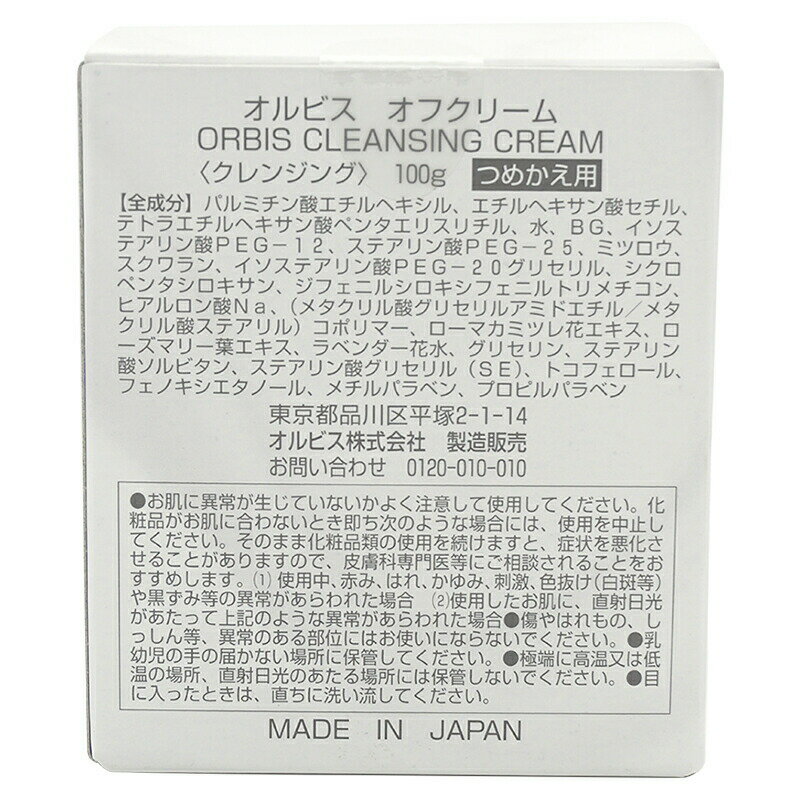 オルビス　オフクリーム
ORBIS CLEANSING CREAM
〈クレンジング〉 100g つめかえ用
【全成分】パルミチン酸エチルヘキシル、エチルヘキサン酸セチル、
テトラエチルヘキサン酸ペンタエリスリチル、水、BG、イソス
テアリン酸PEG－12、ステアリン酸PEG－25、ミツロウ、
スクワラン、イソステアリン酸PEG－20グリセリル、シクロ
ペンタシロキサン、ジフェニルシロキシフェニルトリメチコン、
ヒアルロン酸Na、（メタクリル酸グリセリルアミドエチル／メタ
クリル酸ステアリル）コポリマー、ローマカミツレ花エキス、ロ
ーズマリー葉エキス、ラベンダー花水、グリセリン、ステアリン
酸ソルビタン、ステアリン酸グリセリル（SE）、トコフェロール、
フェノキシエタノール、メチルパラベン、プロピルパラベン
東京都品川区平塚2-1-14
オルビス株式会社　製造販売
お問い合わせ　0120-010-010
●お肌に異常が生じていないかよく注意して使用してください。化
粧品がお肌に合わないとき即ち次のような場合には、使用を中止し
てください。そのまま化粧品類の使用を続けますと、症状を悪化さ
せることがありますので、皮膚科専門医等にご相談されることをお
すすめします。⑴ 使用中、赤み、はれ、かゆみ、刺激、色抜け（白斑等）
や黒ずみ等の異常があらわれた場合　⑵使用したお肌に、直射日光
があたって上記のような異常があらわれた場合●傷やはれもの、し
っしん等、異常のある部位にはお使いにならないでください。●乳
幼児の手の届かない場所に保管してください。●極端に高温又は低
温の場所、直射日光のあたる場所には保管しないでください。●目
に入ったときは、直ちに洗い流してください。
MADE IN JAPAN